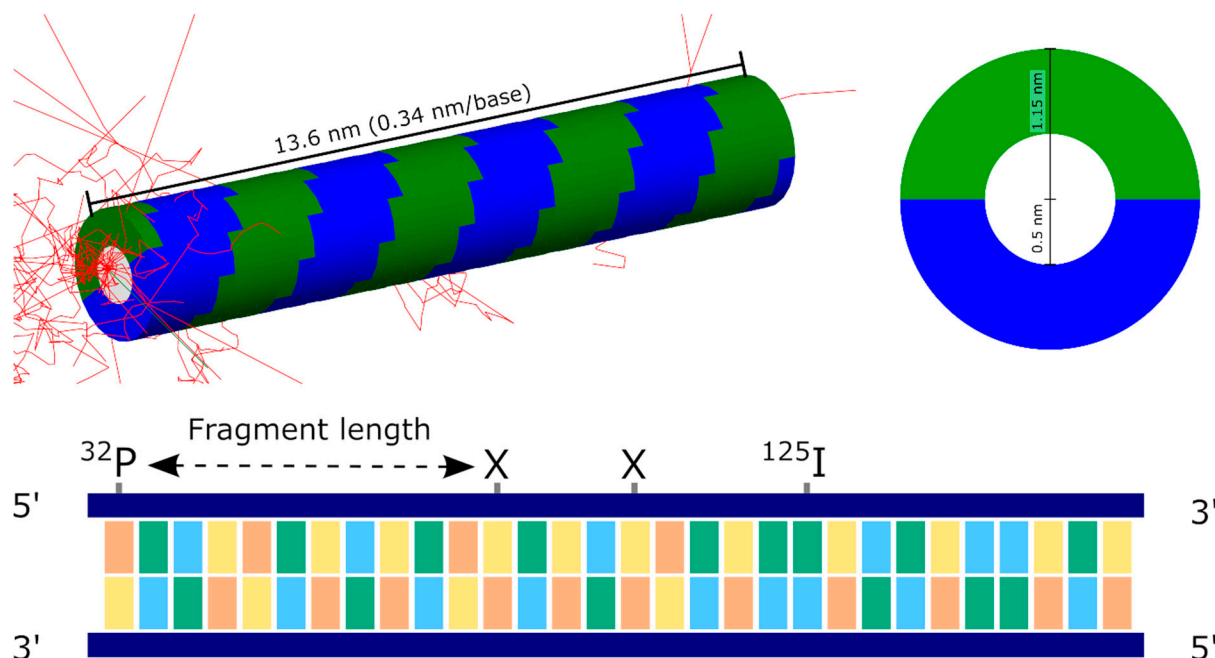 13.6 nm (0.34 nm/base)
1.15 nm
0.5 nm
Fragment length
³²P X X ¹²⁵I
5' 3'
3' 5'